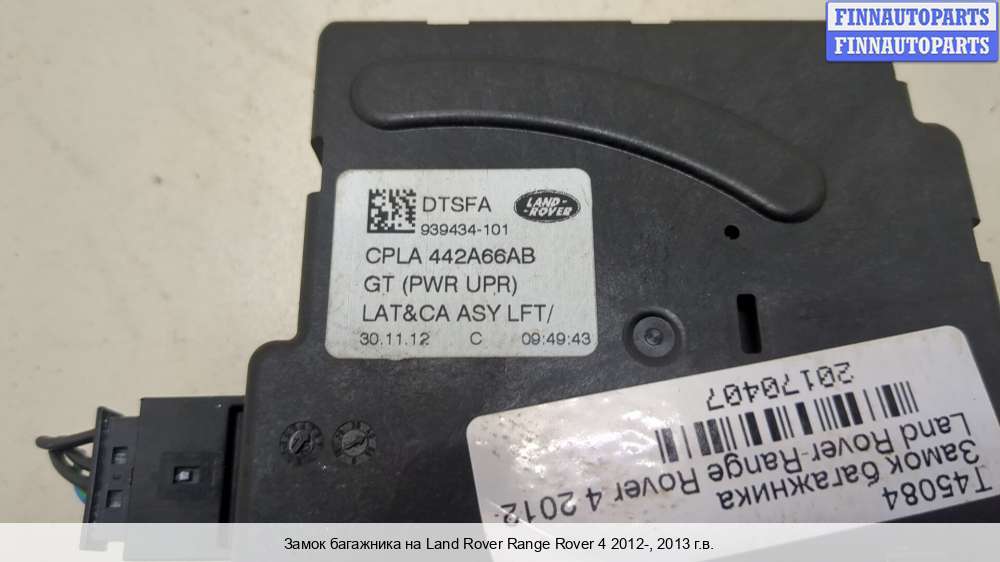 FINNAUTOPARTS
FINNAUTOPARTS
DTSFA
LAND-
-ROVER
939434-101
CPLA 442A66AB
GT (PWR UPR)
LAT&CA ASY LFT/
30.11.12 C 09:49:43
T45084
Замок багажника
Land Rover-Range Rover 4 2012-
20170407
Замок багажника на Land Rover Range Rover 4 2012-, 2013 г.в.